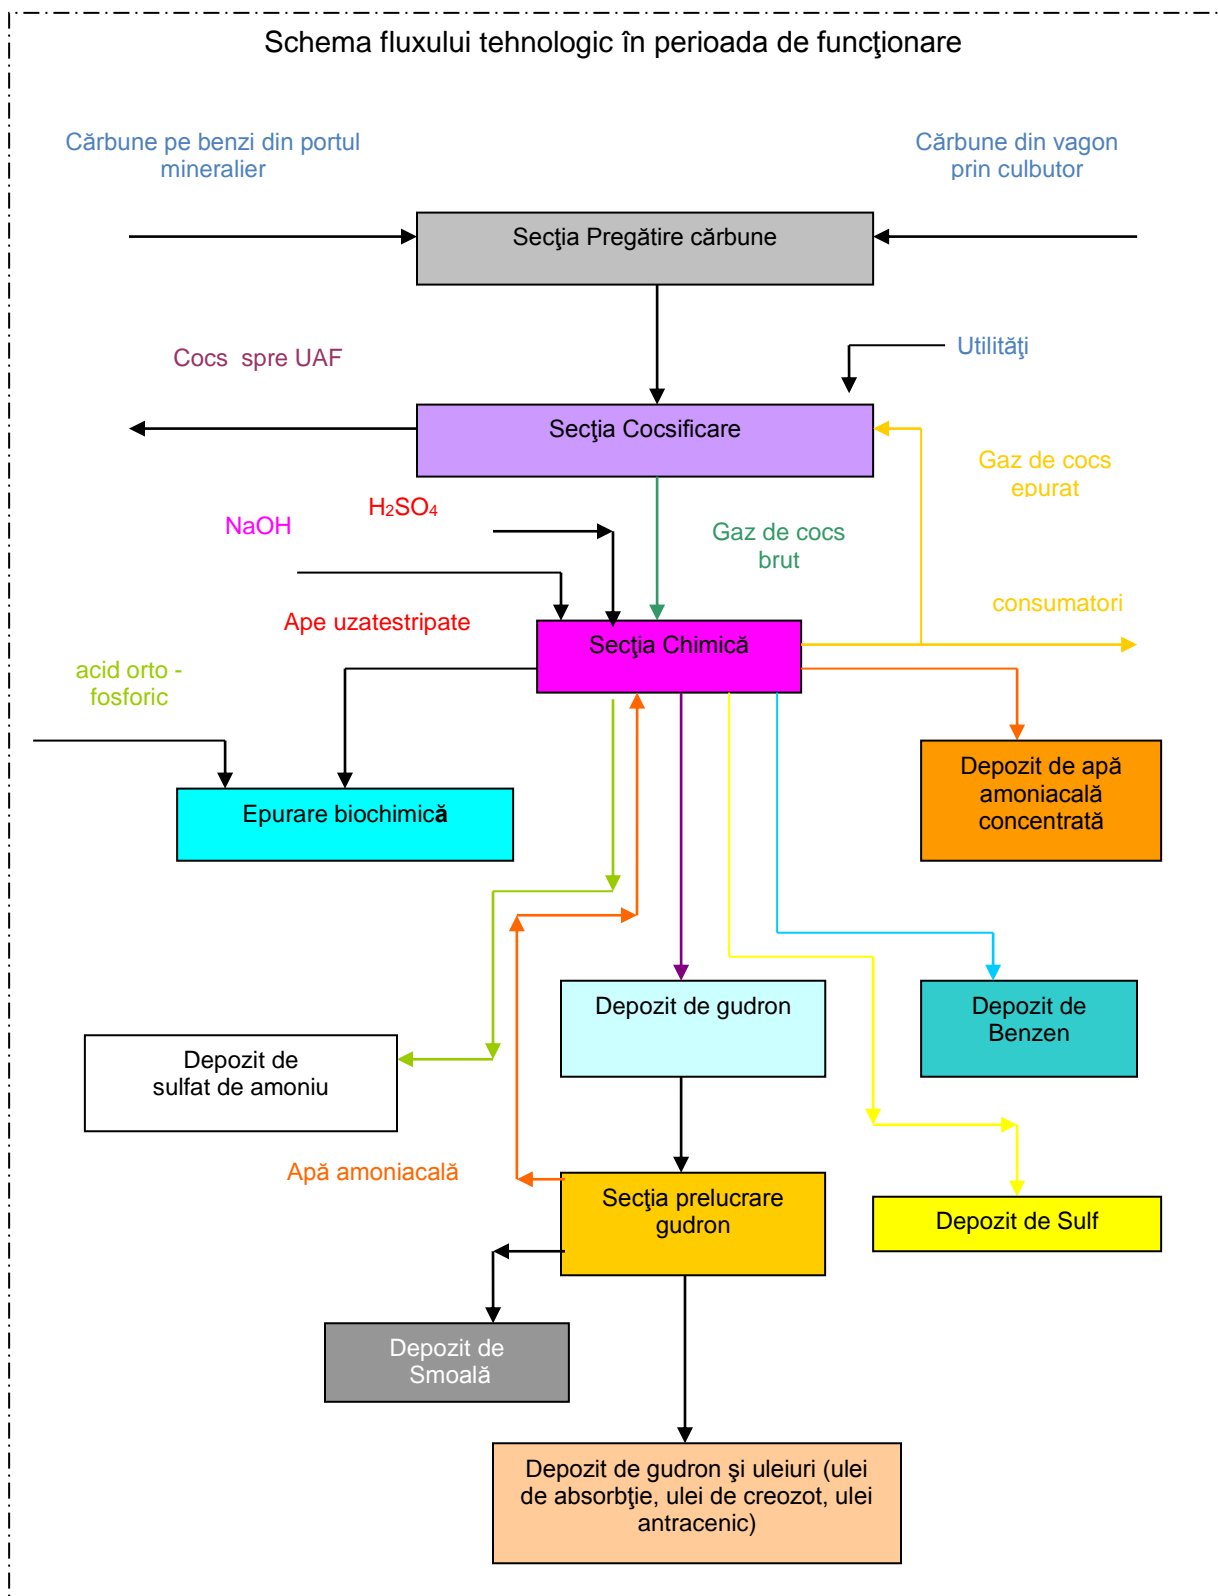 Schema fluxului tehnologic în perioada de funcţionare
Cărbune pe benzi din portul
mineralier
Cărbune din vagon
prin culbutor
Secţia Pregătire cărbune
Cocs  spre UAF
Utilităţi
Secţia Cocsificare
Gaz de cocs
epurat
H₂SO₄
NaOH
Gaz de cocs
brut
consumatori
Ape uzatestripate
Secţia Chimică
acid orto -
fosforic
Depozit de apă
amoniacală
concentrată
Epurare biochimică
Depozit de gudron
Depozit de
Benzen
Depozit de
sulfat de amoniu
Apă amoniacală
Secţia prelucrare
gudron
Depozit de Sulf
Depozit de
Smoală
Depozit de gudron şi uleiuri (ulei
de absorbţie, ulei de creozot, ulei
antracenic)